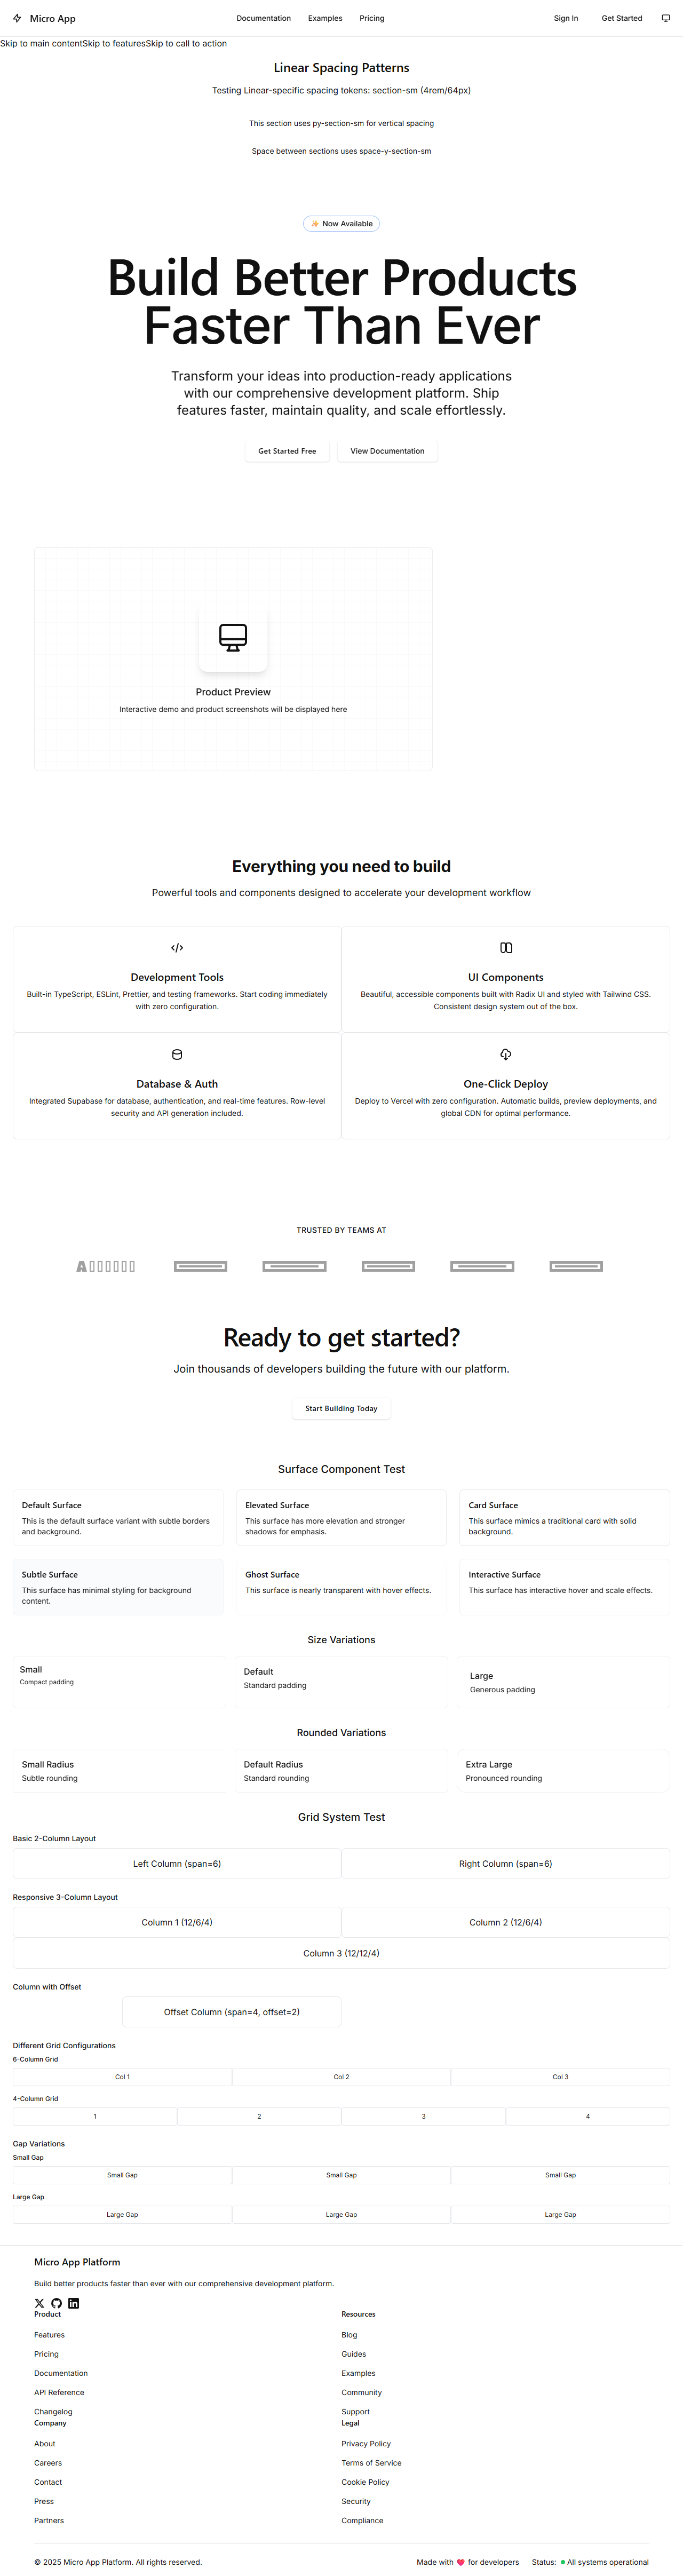 Micro App
Documentation Examples Pricing
Sign In Get Started
Skip to main contentSkip to featuresSkip to call to action
Linear Spacing Patterns
Testing Linear-specific spacing tokens: section-sm (4rem/64px)
This section uses py-section-sm for vertical spacing
Space between sections uses space-y-section-sm
✨ Now Available
Build Better Products
Faster Than Ever
Transform your ideas into production-ready applications
with our comprehensive development platform. Ship
features faster, maintain quality, and scale effortlessly.
Get Started Free View Documentation
Product Preview
Interactive demo and product screenshots will be displayed here
Everything you need to build
Powerful tools and components designed to accelerate your development workflow
Development Tools
Built-in TypeScript, ESLint, Prettier, and testing frameworks. Start coding immediately
with zero configuration.
UI Components
Beautiful, accessible components built with Radix UI and styled with Tailwind CSS.
Consistent design system out of the box.
Database & Auth
Integrated Supabase for database, authentication, and real-time features. Row-level
security and API generation included.
One-Click Deploy
Deploy to Vercel with zero configuration. Automatic builds, preview deployments, and
global CDN for optimal performance.
TRUSTED BY TEAMS AT
Ready to get started?
Join thousands of developers building the future with our platform.
Start Building Today
Surface Component Test
Default Surface
This is the default surface variant with subtle borders
and background.
Elevated Surface
This surface has more elevation and stronger
shadows for emphasis.
Card Surface
This surface mimics a traditional card with solid
background.
Subtle Surface
This surface has minimal styling for background
content.
Ghost Surface
This surface is nearly transparent with hover effects.
Interactive Surface
This surface has interactive hover and scale effects.
Size Variations
Small
Compact padding
Default
Standard padding
Large
Generous padding
Rounded Variations
Small Radius
Subtle rounding
Default Radius
Standard rounding
Extra Large
Pronounced rounding
Grid System Test
Basic 2-Column Layout
Left Column (span=6) Right Column (span=6)
Responsive 3-Column Layout
Column 1 (12/6/4) Column 2 (12/6/4)
Column 3 (12/12/4)
Column with Offset
Offset Column (span=4, offset=2)
Different Grid Configurations
6-Column Grid
Col 1 Col 2 Col 3
4-Column Grid
1 2 3 4
Gap Variations
Small Gap
Small Gap Small Gap Small Gap
Large Gap
Large Gap Large Gap Large Gap
Micro App Platform
Build better products faster than ever with our comprehensive development platform.
Product
Features
Pricing
Documentation
API Reference
Changelog
Resources
Blog
Guides
Examples
Community
Support
Company
About
Careers
Contact
Press
Partners
Legal
Privacy Policy
Terms of Service
Cookie Policy
Security
Compliance
© 2025 Micro App Platform. All rights reserved.
Made with ❤️ for developers
Status: All systems operational